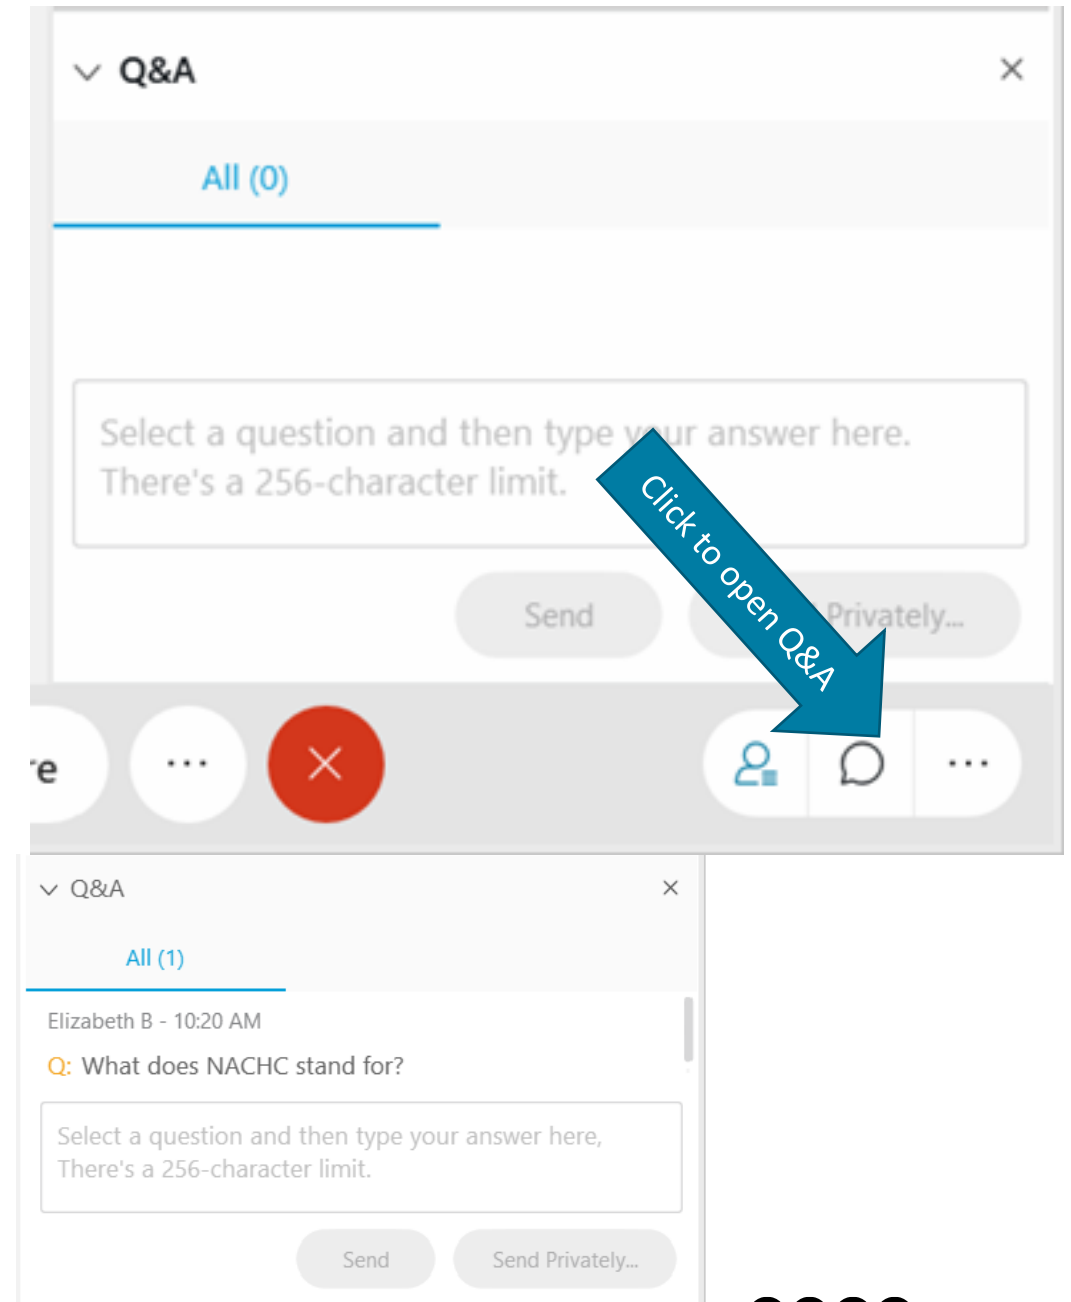 Q&A
All (0)
Select a question and then type your answer here.
There's a 256-character limit.
Click to open Q&A
Send
Privately...
re
Q&A
All (1)
Elizabeth B - 10:20 AM
Q: What does NACHC stand for?
Select a question and then type your answer here,
There's a 256-character limit.
Send
Send Privately...